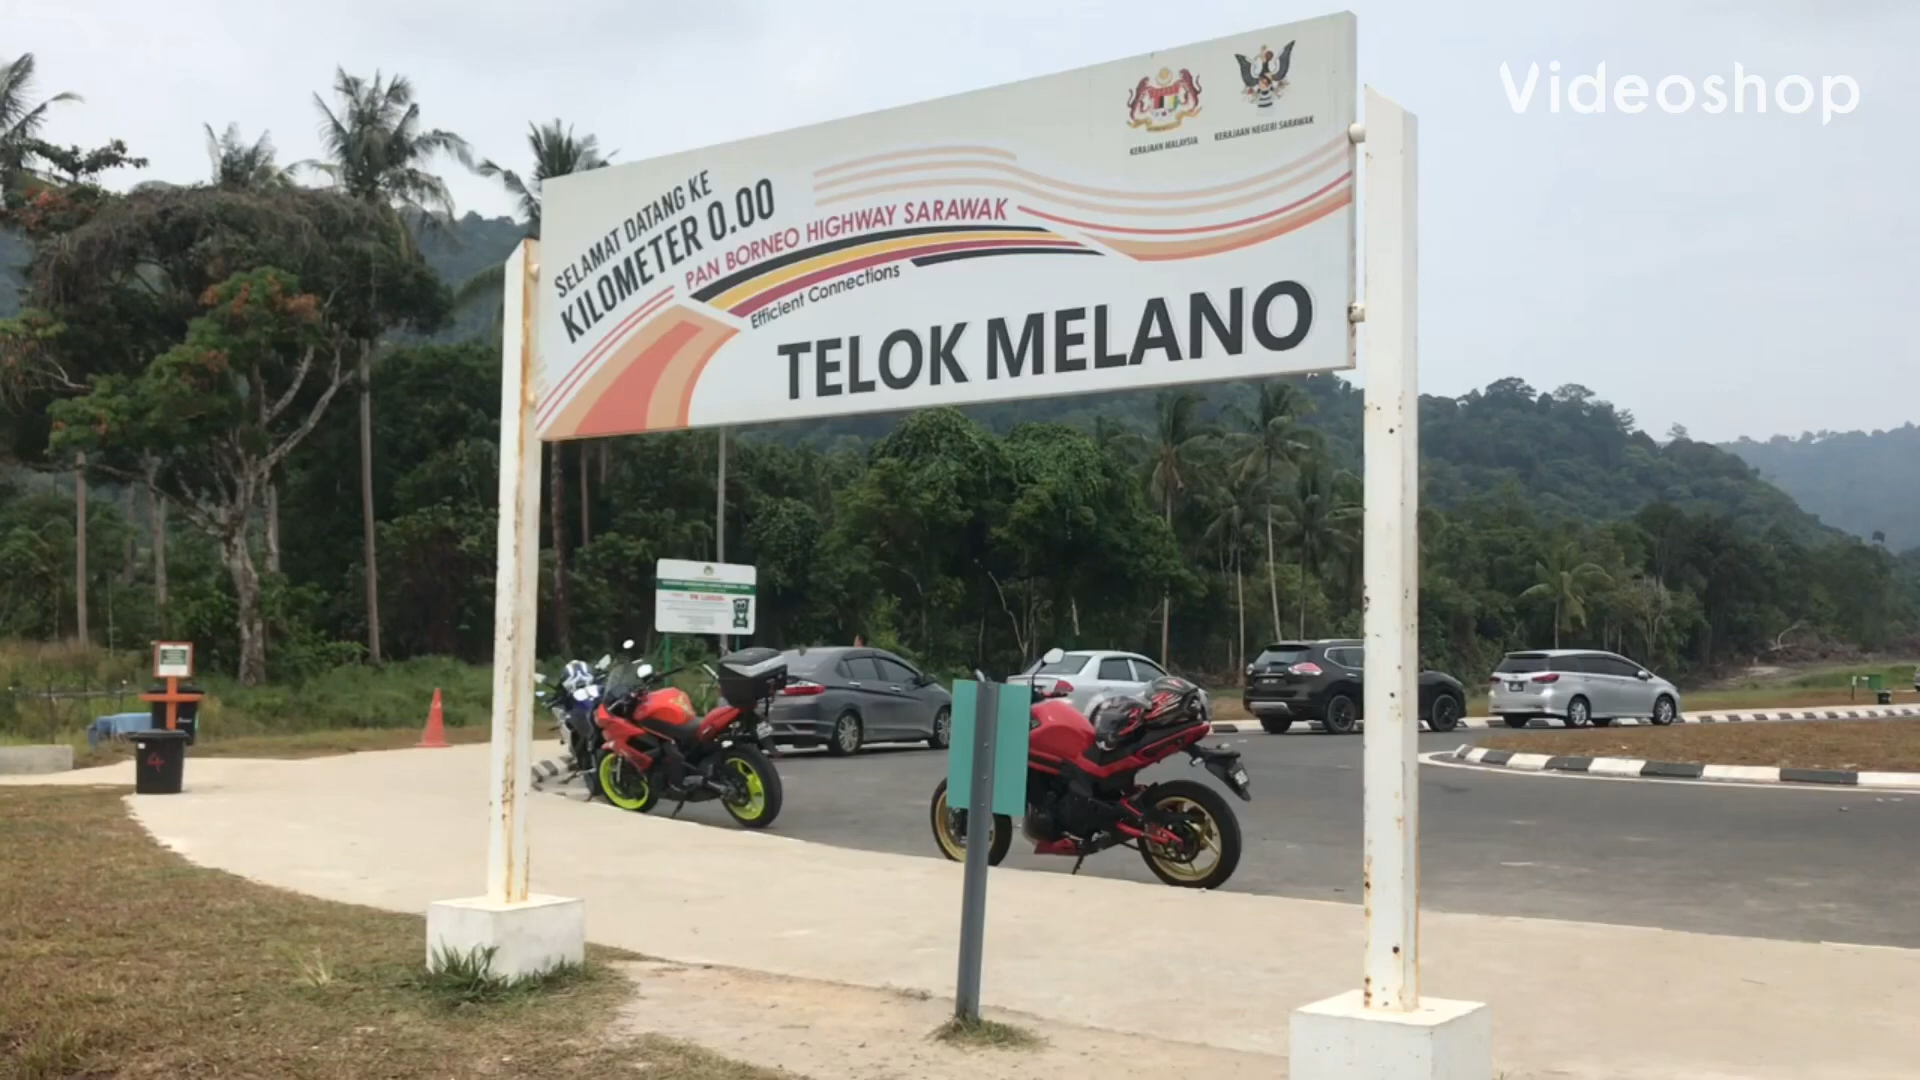 Videoshop
KERAJAAN MALAYSIA
KERAJAAN NEGERI SARAWAK
SELAMAT DATANG KE
KILOMETER 0.00
PAN BORNEO HIGHWAY SARAWAK
Efficient Connections
TELOK MELANO